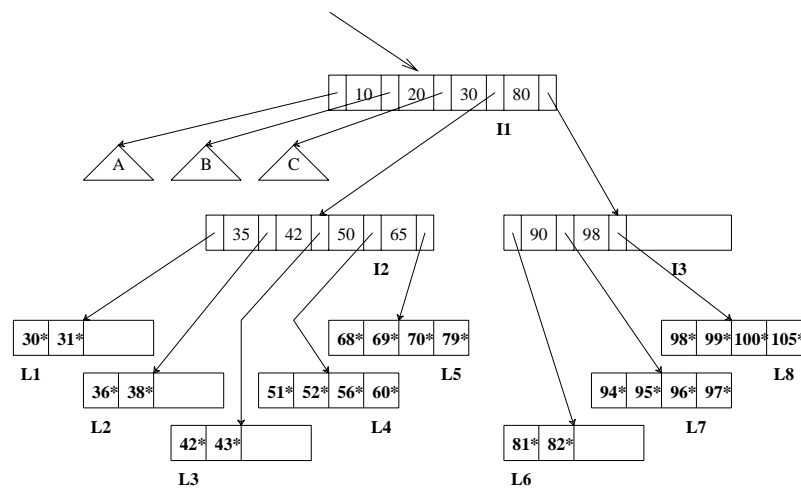 10 20 30 80
I1
A B C
35 42 50 65
90 98
I2
I3
30* 31*
68* 69* 70* 79*
98* 99* 100* 105*
L1
L5
L8
36* 38*
51* 52* 56* 60*
94* 95* 96* 97*
L2
L4
L7
42* 43*
81* 82*
L3
L6